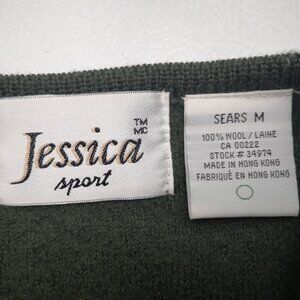 Jessica
TM
MC
sport
SEARS M
100% WOOL / LAINE
CA 00222
STOCK # 34974
MADE IN HONG KONG
FABRIQUÉ EN HONG KONG